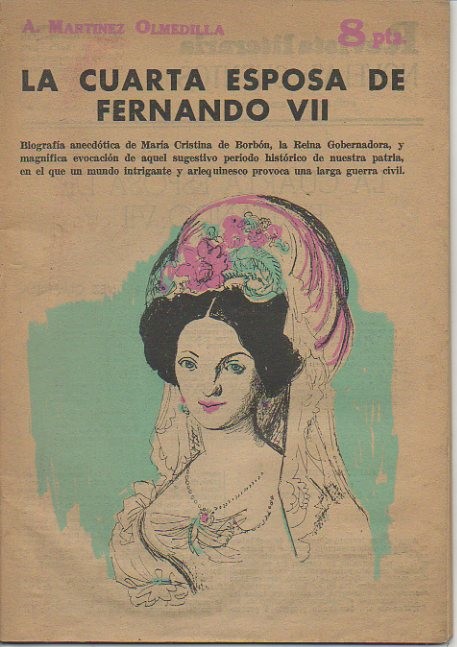 A. MARTINEZ OLMEDILLA
8 pta.
LA CUARTA ESPOSA DE
FERNANDO VII
Biografía anecdótica de María Cristina de Borbón, la Reina Gobernadora, y
magnífica evocación de aquel sugestivo período histórico de nuestra patria,
en el que un mundo intrigante y arlequinesco provoca una larga guerra civil.